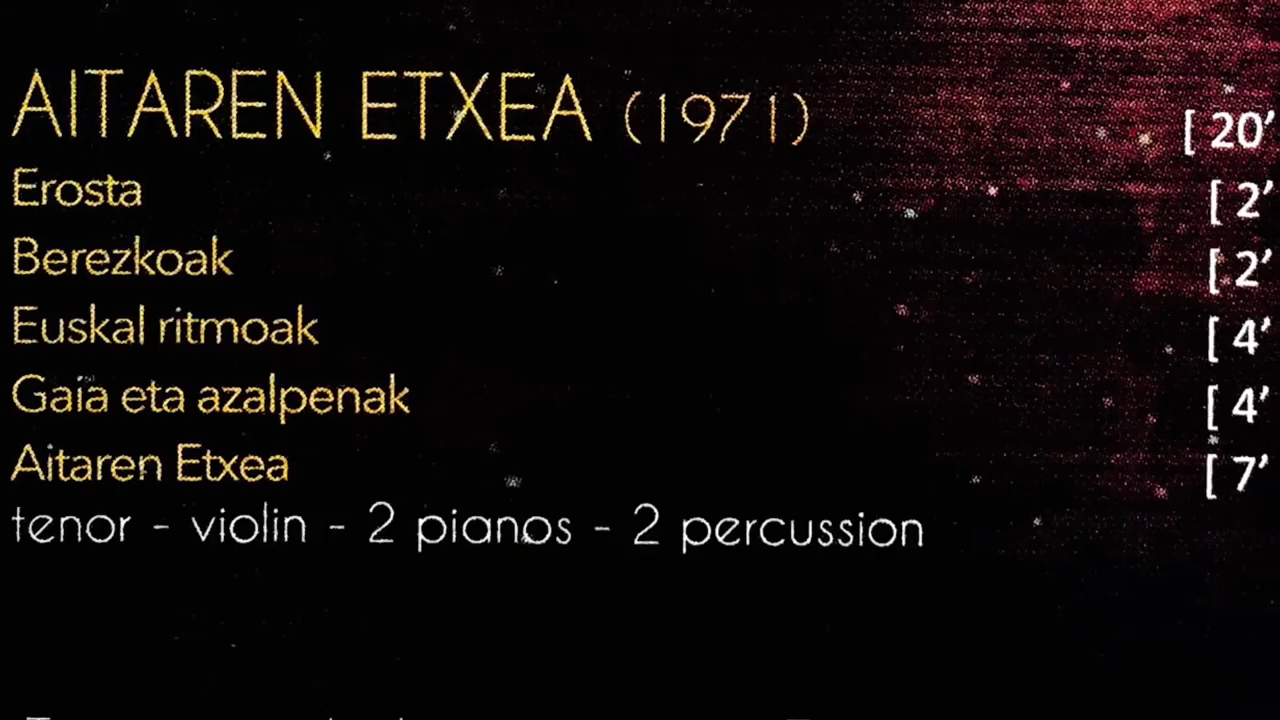 AITAREN ETXEA (1971) [ 20’
Erosta [ 2’
Berezkoak [ 2’
Euskal ritmoak [ 4’
Gaia eta azalpenak [ 4’
Aitaren Etxea [ 7’
tenor - violin - 2 pianos - 2 percussion